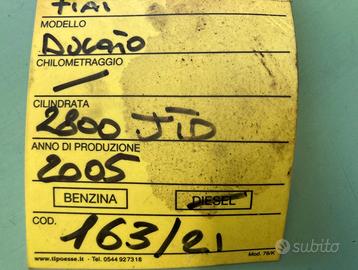 FIAT
MODELLO
DUCATO
CHILOMETRAGGIO
CILINDRATA
2800 JTD
ANNO DI PRODUZIONE
2005
BENZINA DIESEL
COD. 163/21
www.tipoesse.it - Tel. 0544 927318 Mod. 78/K
subito